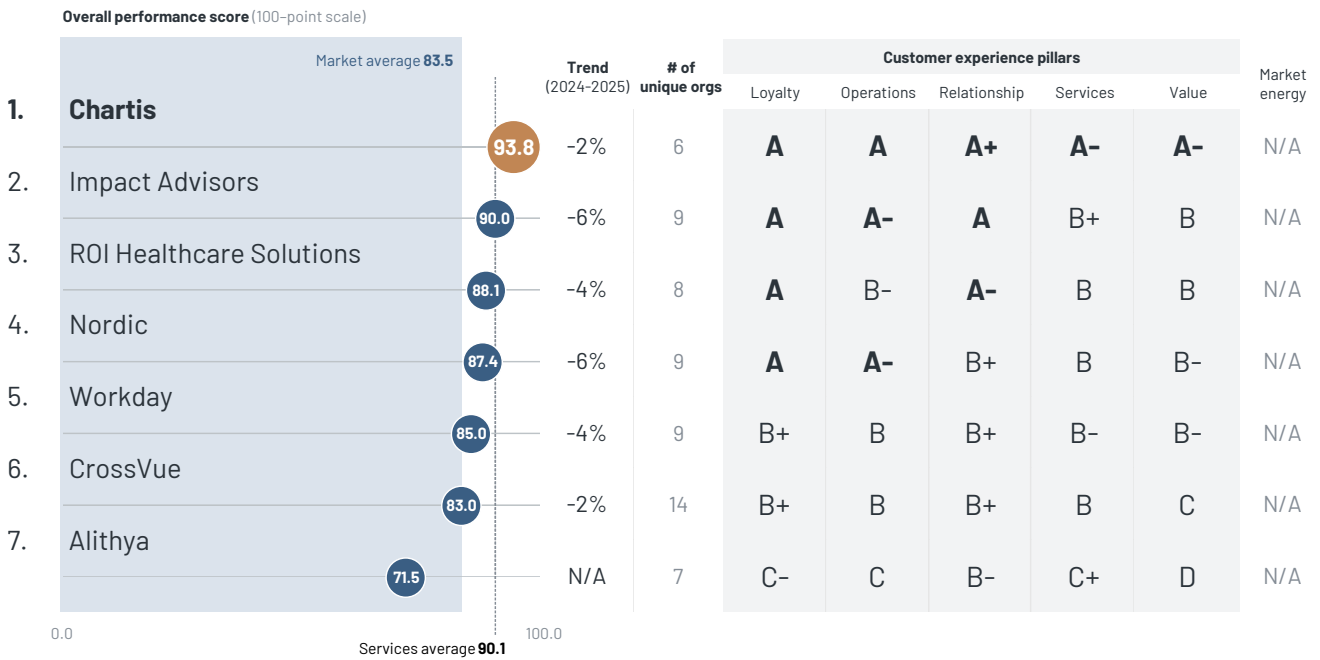 Overall performance score (100-point scale)
Market average 83.5
Trend
(2024-2025)
# of
unique orgs
Customer experience pillars
Loyalty Operations Relationship Services Value
Market
energy
1. Chartis
93.8 -2% 6 A A A+ A- A- N/A
2. Impact Advisors
90.0 -6% 9 A A- A B+ B N/A
3. ROI Healthcare Solutions
88.1 -4% 8 A B- A- B B N/A
4. Nordic
87.4 -6% 9 A A- B+ B B- N/A
5. Workday
85.0 -4% 9 B+ B B+ B- B- N/A
6. CrossVue
83.0 -2% 14 B+ B B+ B C N/A
7. Alithya
71.5 N/A 7 C- C B- C+ D N/A
0.0 100.0
Services average 90.1